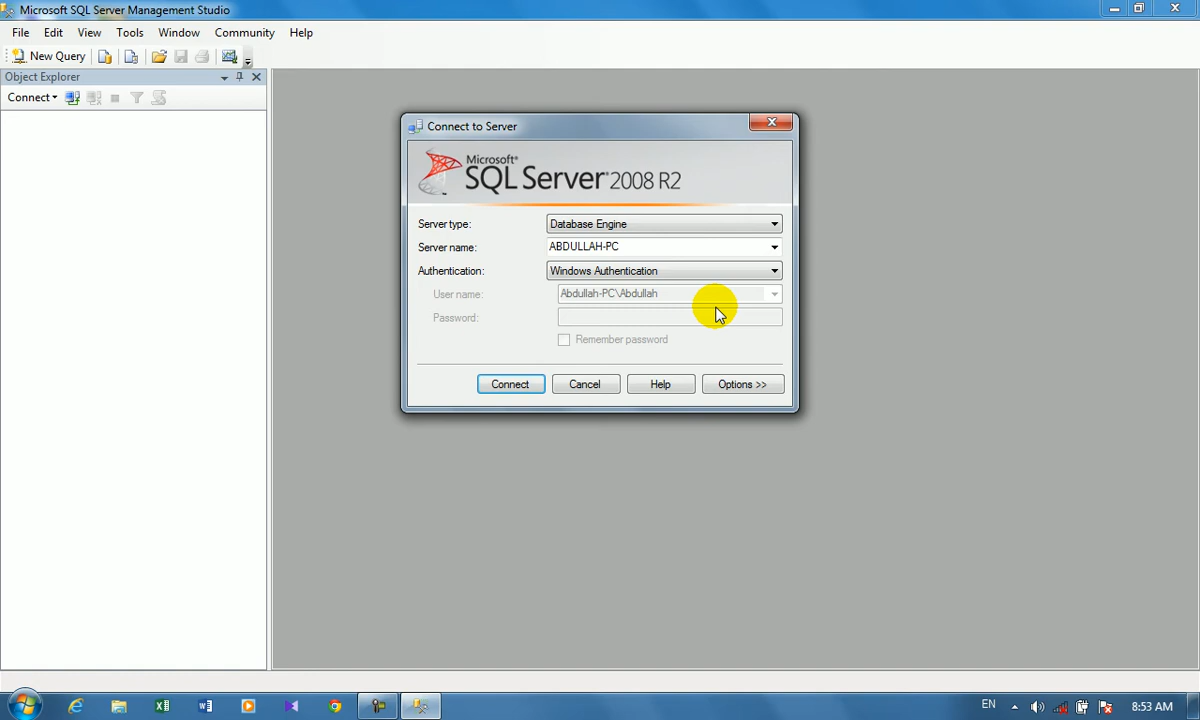 Microsoft SQL Server Management Studio
File Edit View Tools Window Community Help
New Query
Object Explorer
Connect
Connect to Server
Microsoft®
SQL Server® 2008 R2
Server type: Database Engine
Server name: ABDULLAH-PC
Authentication: Windows Authentication
User name: Abdullah-PC\Abdullah
Password:
Remember password
Connect Cancel Help Options >>
EN 8:53 AM